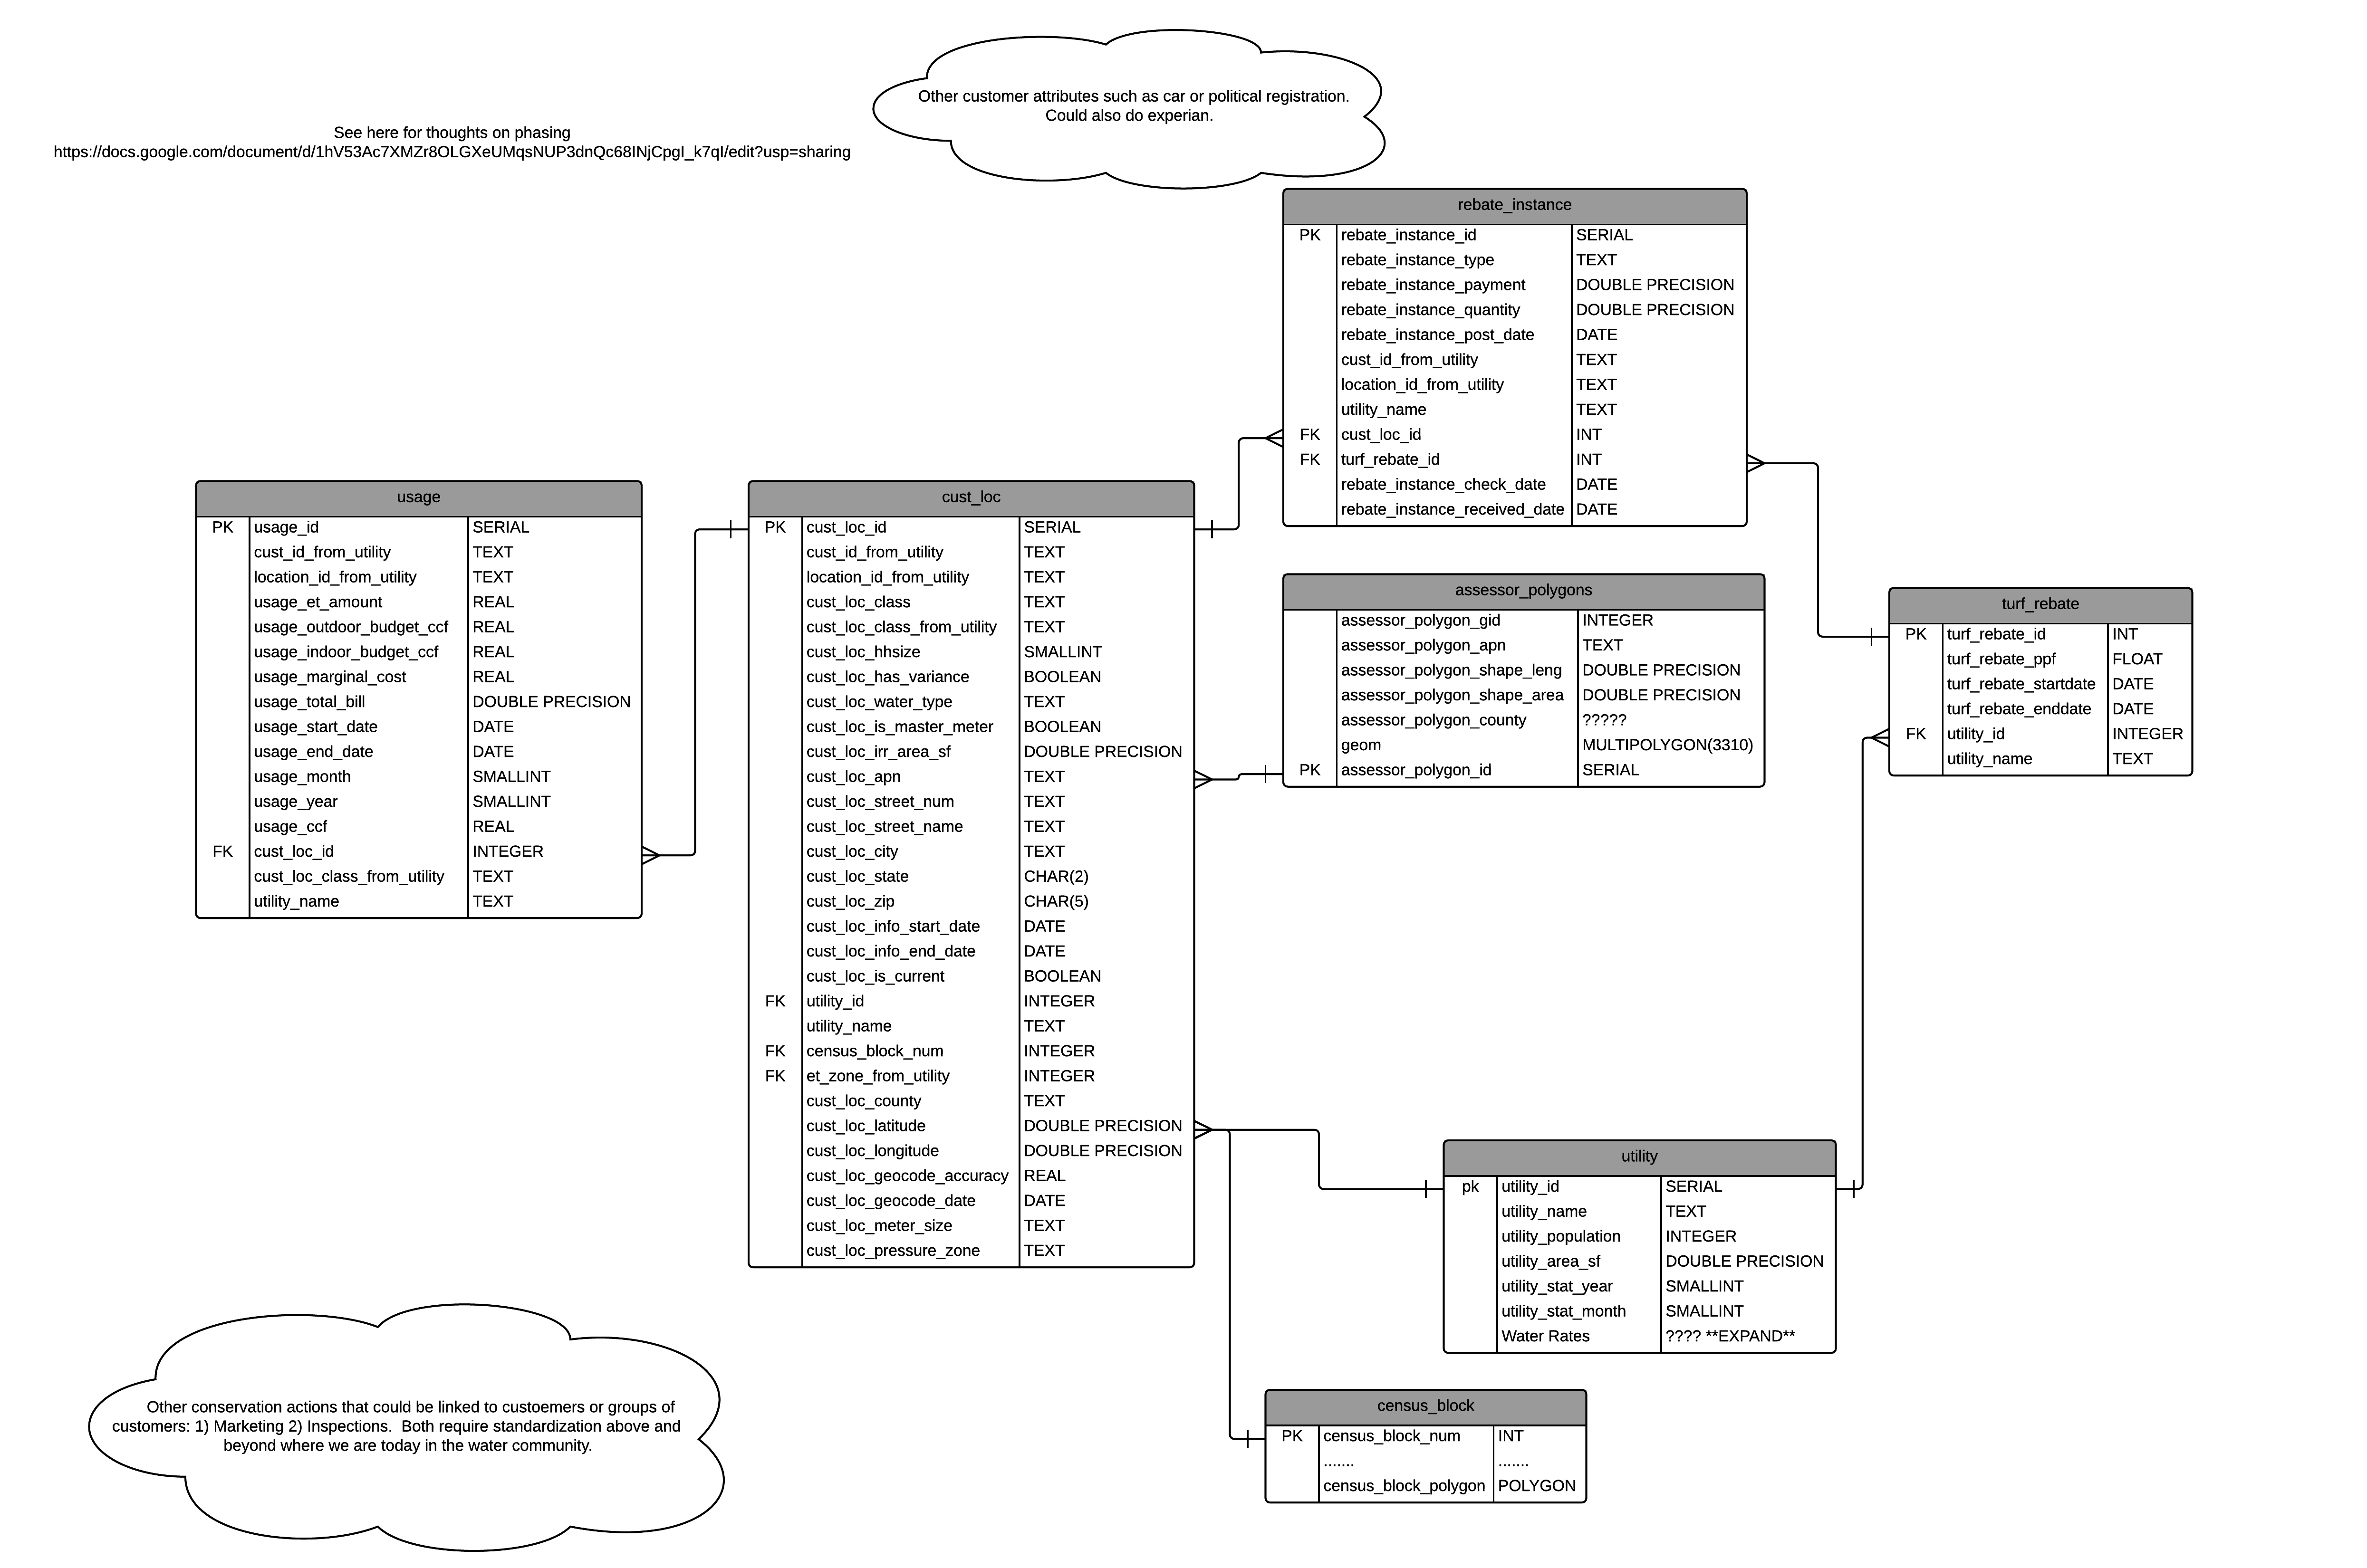 Other customer attributes such as car or political registration.
Could also do experian.
See here for thoughts on phasing
https://docs.google.com/document/d/1hV53Ac7XMZr8OLGXeUMqsNUP3dnQc68INjCpgI_k7qI/edit?usp=sharing
rebate_instance
PK rebate_instance_id SERIAL
rebate_instance_type TEXT
rebate_instance_payment DOUBLE PRECISION
rebate_instance_quantity DOUBLE PRECISION
rebate_instance_post_date DATE
cust_id_from_utility TEXT
location_id_from_utility TEXT
utility_name TEXT
FK cust_loc_id INT
FK turf_rebate_id INT
rebate_instance_check_date DATE
rebate_instance_received_date DATE
usage
PK usage_id SERIAL
cust_id_from_utility TEXT
location_id_from_utility TEXT
usage_et_amount REAL
usage_outdoor_budget_ccf REAL
usage_indoor_budget_ccf REAL
usage_marginal_cost REAL
usage_total_bill DOUBLE PRECISION
usage_start_date DATE
usage_end_date DATE
usage_month SMALLINT
usage_year SMALLINT
usage_ccf REAL
FK cust_loc_id INTEGER
cust_loc_class_from_utility TEXT
utility_name TEXT
cust_loc
PK cust_loc_id SERIAL
cust_id_from_utility TEXT
location_id_from_utility TEXT
cust_loc_class TEXT
cust_loc_class_from_utility TEXT
cust_loc_hhsize SMALLINT
cust_loc_has_variance BOOLEAN
cust_loc_water_type TEXT
cust_loc_is_master_meter BOOLEAN
cust_loc_irr_area_sf DOUBLE PRECISION
cust_loc_apn TEXT
cust_loc_street_num TEXT
cust_loc_street_name TEXT
cust_loc_city TEXT
cust_loc_state CHAR(2)
cust_loc_zip CHAR(5)
cust_loc_info_start_date DATE
cust_loc_info_end_date DATE
cust_loc_is_current BOOLEAN
FK utility_id INTEGER
utility_name TEXT
FK census_block_num INTEGER
FK et_zone_from_utility INTEGER
cust_loc_county TEXT
cust_loc_latitude DOUBLE PRECISION
cust_loc_longitude DOUBLE PRECISION
cust_loc_geocode_accuracy REAL
cust_loc_geocode_date DATE
cust_loc_meter_size TEXT
cust_loc_pressure_zone TEXT
assessor_polygons
assessor_polygon_gid INTEGER
assessor_polygon_apn TEXT
assessor_polygon_shape_leng DOUBLE PRECISION
assessor_polygon_shape_area DOUBLE PRECISION
assessor_polygon_county ?????
geom MULTIPOLYGON(3310)
PK assessor_polygon_id SERIAL
turf_rebate
PK turf_rebate_id INT
turf_rebate_ppf FLOAT
turf_rebate_startdate DATE
turf_rebate_enddate DATE
FK utility_id INTEGER
utility_name TEXT
utility
pk utility_id SERIAL
utility_name TEXT
utility_population INTEGER
utility_area_sf DOUBLE PRECISION
utility_stat_year SMALLINT
utility_stat_month SMALLINT
Water Rates ???? **EXPAND**
census_block
PK census_block_num INT
....... .......
census_block_polygon POLYGON
Other conservation actions that could be linked to custoemers or groups of
customers: 1) Marketing 2) Inspections. Both require standardization above and
beyond where we are today in the water community.